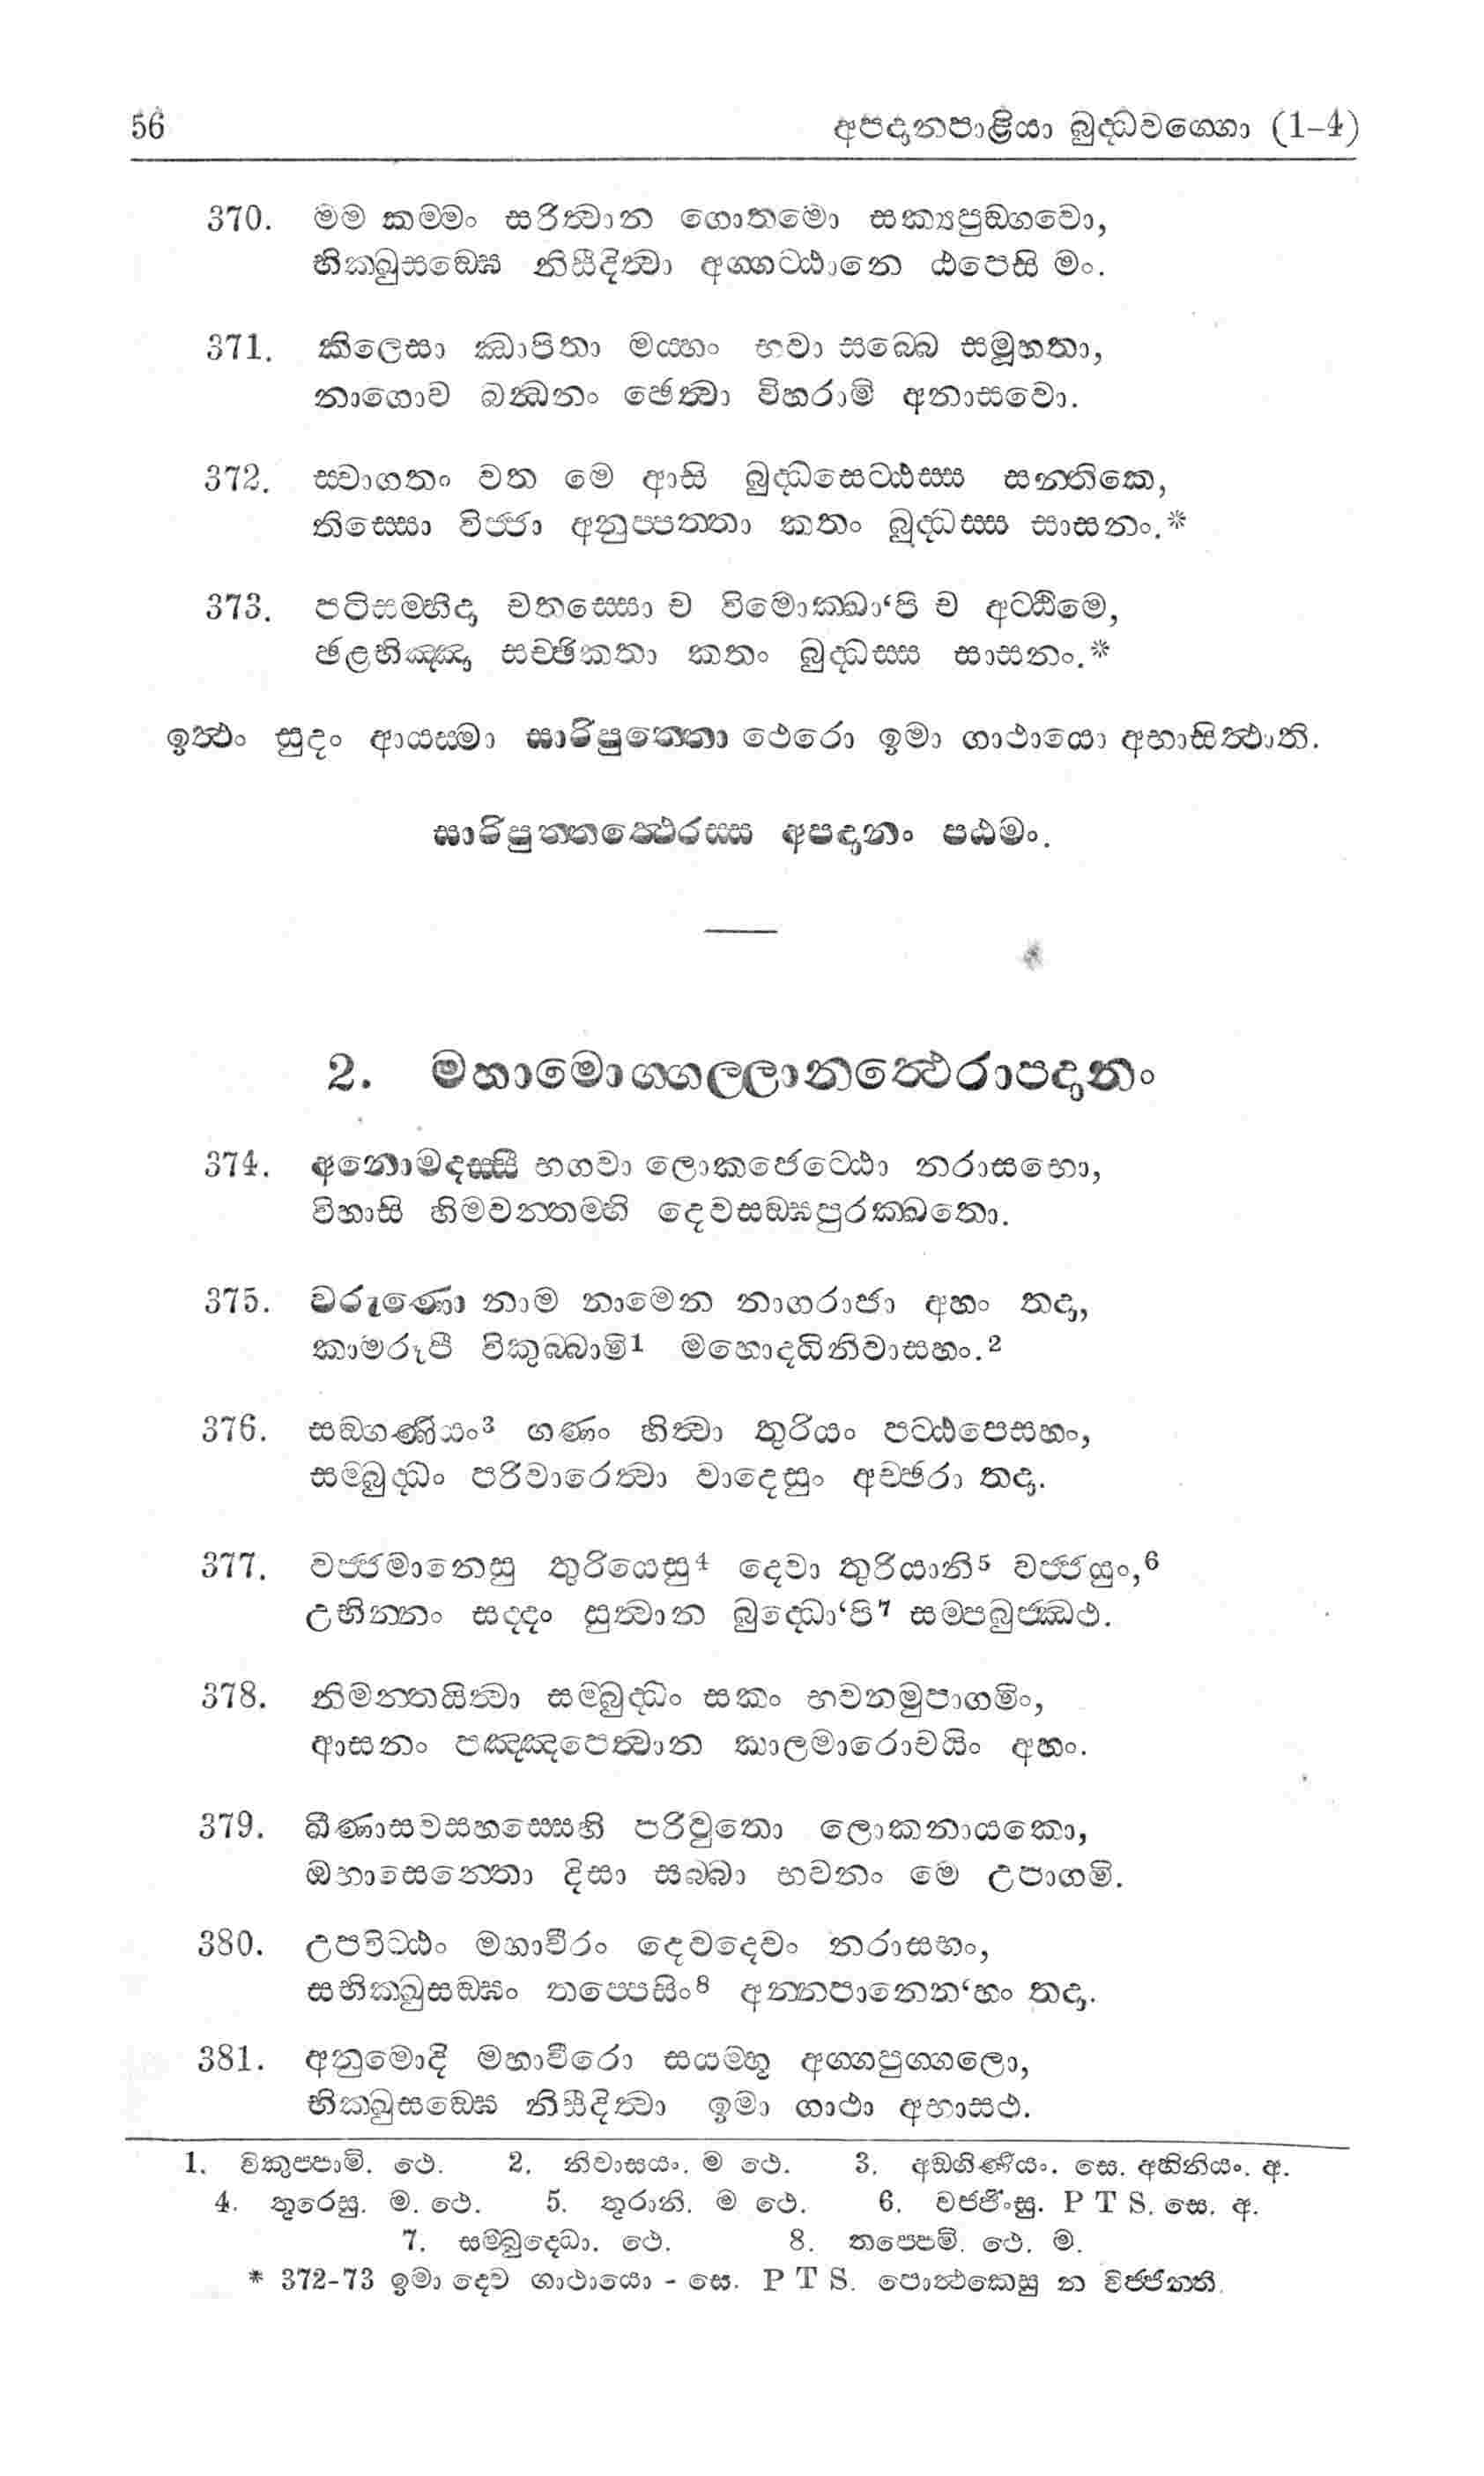 56 අපදානපාළියා බුද්ධවග්ගො (1-4)
370. මම කම්මං සරිත්වාන ගොතමො සක්‍යපුඞ්ගවො,
භික්ඛුසඞ්ඝෙ නිසීදිත්වා අග්ගට්ඨානෙ ඨපෙසි මං.
371. කිලෙසා ඣාපිතා මය්හං භවා සබ්බෙ සමූහතා,
නාගොව බන්ධනං ඡෙත්වා විහරාමි අනාසවො.
372. ස්වාගතං වත මෙ ආසි බුද්ධසෙට්ඨස්ස සන්තිකෙ,
තිස්සො විජ්ජා අනුප්පත්තා කතං බුද්ධස්ස සාසනං.*
373. පටිසම්භිදා චතස්සො ච විමොක්ඛා‘පි ච අට්ඨිමෙ,
ඡළභිඤ්ඤා සච්ඡිකතා කතං බුද්ධස්ස සාසනං.*
ඉත්ථං සුදං ආයස්මා සාරිපුත්තො ථෙරො ඉමා ගාථායො අභාසිත්ථාති.
සාරිපුත්තත්ථෙරස්ස අපදානං පඨමං.
2. මහාමොග්ගල්ලානත්ථෙරාපදානං
374. අනොමදස්සී භගවා ලොකජෙට්ඨො නරාසභො,
විහාසි හිමවන්තම්හි දෙවසඞ්ඝපුරක්ඛතො.
375. වරුණො නාම නාමෙන නාගරාජා අහං තදා,
කාමරූපී විකුබ්බාමි1 මහොදධිනිවාසහං.2
376. සඞ්ගණියං3 ගණං හිත්වා තුරියං පට්ඨපෙසහං,
සම්බුද්ධං පරිවාරෙත්වා වාදෙසුං අච්ඡරා තදා.
377. වජ්ජමානෙසු තුරියෙසු4 දෙවා තුරියානි5 වජ්ජයුං,6
උභින්නං සද්දං සුත්වාන බුද්ධො‘පි7 සම්පබුජ්ඣථ.
378. නිමන්තයිත්වා සම්බුද්ධං සකං භවනමුපාගමිං,
ආසනං පඤ්ඤපෙත්වාන කාලමාරොචයිං අහං.
379. ඛීණාසවසහස්සෙහි පරිවුතො ලොකනායකො,
ඔභාසෙන්තො දිසා සබ්බා භවනං මෙ උපාගමි.
380. උපවිට්ඨං මහාවීරං දෙවදෙවං නරාසභං,
සභික්ඛුසඞ්ඝං තප්පෙසිං8 අන්නපානෙන‘හං තදා.
381. අනුමොදි මහාවීරො සයම්භූ අග්ගපුග්ගලො,
භික්ඛුසඞ්ඝෙ නිසීදිත්වා ඉමා ගාථා අභාසථ.
1. විකුප්පාමි. ථෙ. 2. නිවාසයං. ම ථෙ. 3. අඞ්ගිණියං. සෙ. අභිනියං. අ.
4. තූරෙසු. ම. ථෙ. 5. තූරානි. ම ථෙ. 6. වජ්ජිංසු. P T S. සෙ. අ.
7. සම්බුද්ධො. ථෙ. 8. තප්පෙමි. ථෙ. ම.
* 372-73 ඉමා ද්වෙ ගාථායො - සෙ. P T S. පොත්ථකෙසු න විජ්ජන්ති.